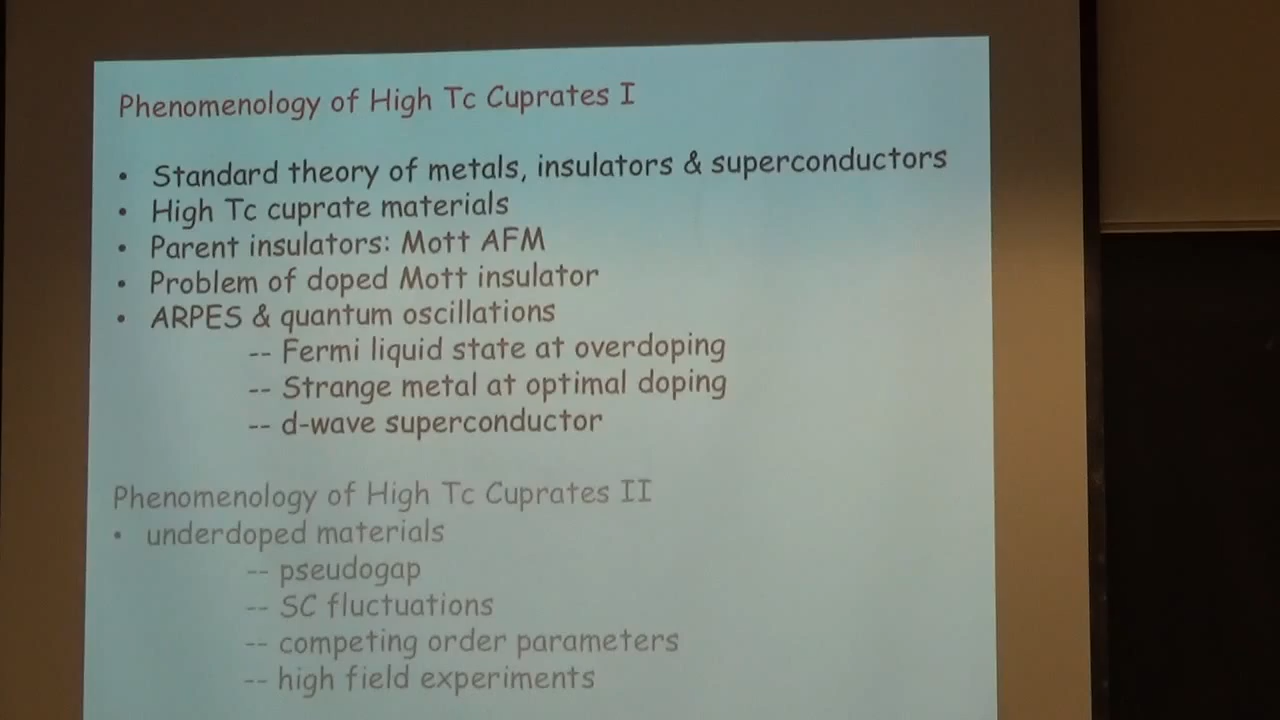 Phenomenology of High Tc Cuprates I
• Standard theory of metals, insulators & superconductors
• High Tc cuprate materials
• Parent insulators: Mott AFM
• Problem of doped Mott insulator
• ARPES & quantum oscillations
-- Fermi liquid state at overdoping
-- Strange metal at optimal doping
-- d-wave superconductor
Phenomenology of High Tc Cuprates II
• underdoped materials
-- pseudogap
-- SC fluctuations
-- competing order parameters
-- high field experiments